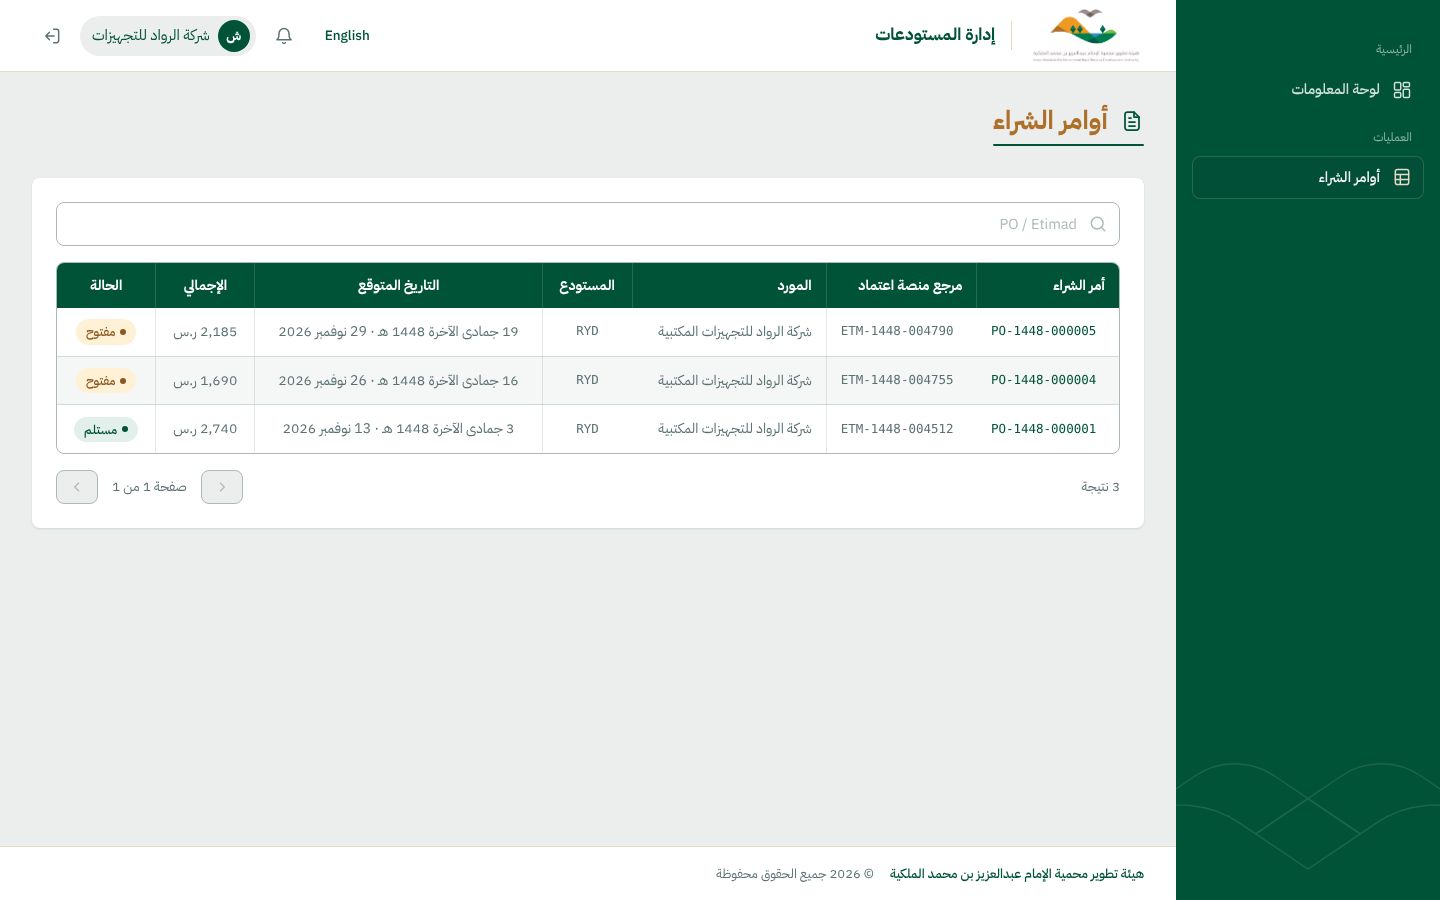 الرئيسية
لوحة المعلومات
العمليات
أوامر الشراء
إدارة المستودعات
English
ش
شركة الرواد للتجهيزات
أوامر الشراء
PO / Etimad
أمر الشراء مرجع منصة اعتماد المورد المستودع التاريخ المتوقع الإجمالي الحالة
PO-1448-000005 ETM-1448-004790 شركة الرواد للتجهيزات المكتبية RYD 19 جمادى الآخرة 1448 هـ · 29 نوفمبر 2026 2,185 ر.س مفتوح
PO-1448-000004 ETM-1448-004755 شركة الرواد للتجهيزات المكتبية RYD 16 جمادى الآخرة 1448 هـ · 26 نوفمبر 2026 1,690 ر.س مفتوح
PO-1448-000001 ETM-1448-004512 شركة الرواد للتجهيزات المكتبية RYD 3 جمادى الآخرة 1448 هـ · 13 نوفمبر 2026 2,740 ر.س مستلم
3 نتيجة
صفحة 1 من 1
هيئة تطوير محمية الإمام عبدالعزيز بن محمد الملكية © 2026 جميع الحقوق محفوظة